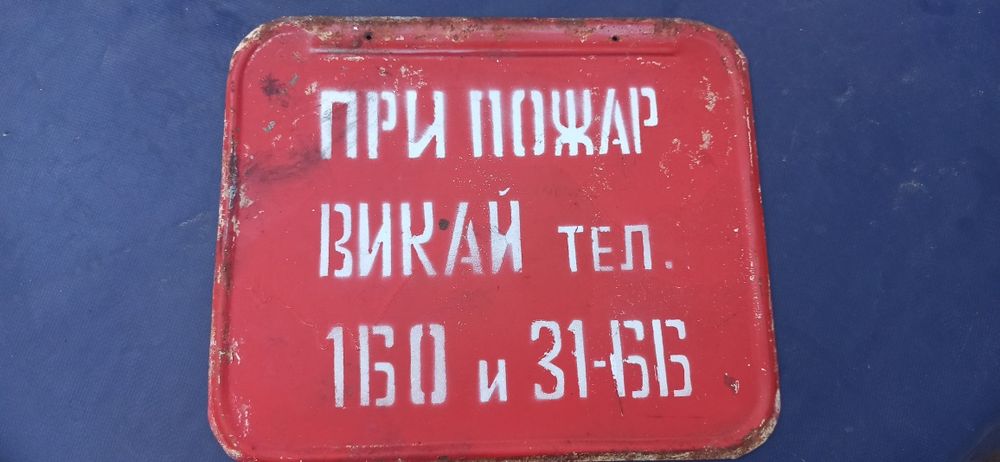 ПРИ ПОЖАР
ВИКАЙ ТЕЛ.
160 и 31-66